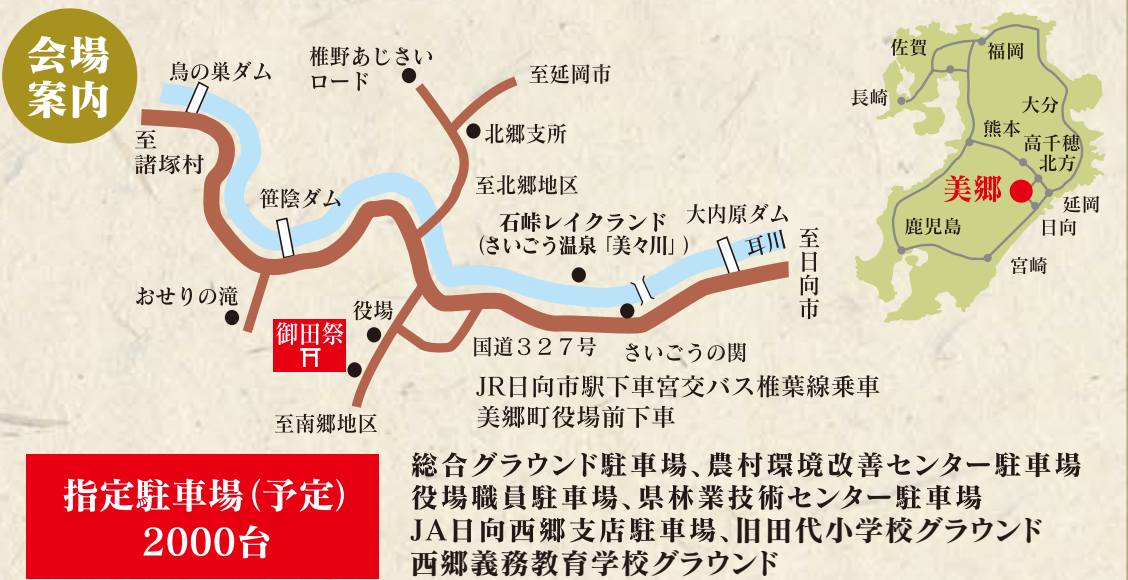 会場
案内
鳥の巣ダム
椎野あじさい
ロード
至延岡市
至
諸塚村
北郷支所
笹陰ダム
至北郷地区
石峠レイクランド
(さいごう温泉「美々川」)
大内原ダム
耳川
至日向市
おせりの滝
役場
御田祭
国道３２７号
さいごうの関
至南郷地区
JR日向市駅下車宮交バス椎葉線乗車
美郷町役場前下車
佐賀
福岡
長崎
大分
熊本
高千穂
北方
美郷
延岡
日向
鹿児島
宮崎
指定駐車場(予定)
2000台
総合グラウンド駐車場、農村環境改善センター駐車場
役場職員駐車場、県林業技術センター駐車場
JA日向西郷支店駐車場、旧田代小学校グラウンド
西郷義務教育学校グラウンド